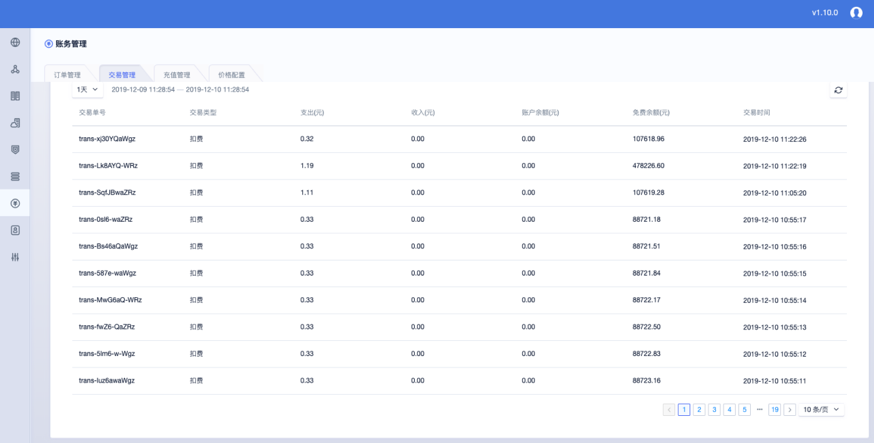 v1.10.0
账务管理
订单管理 交易管理 充值管理 价格配置
1天 2019-12-09 11:28:54 — 2019-12-10 11:28:54
交易单号 交易类型 支出(元) 收入(元) 账户余额(元) 免费余额(元) 交易时间
trans-xj30YQaWgz 扣费 0.32 0.00 0.00 107618.96 2019-12-10 11:22:26
trans-Lk8AYQ-WRz 扣费 1.19 0.00 0.00 478226.60 2019-12-10 11:22:19
trans-SqfJBwaZRz 扣费 1.11 0.00 0.00 107619.28 2019-12-10 11:05:20
trans-0sl6-waZRz 扣费 0.33 0.00 0.00 88721.18 2019-12-10 10:55:17
trans-Bs46aQaWgz 扣费 0.33 0.00 0.00 88721.51 2019-12-10 10:55:16
trans-587e-waWgz 扣费 0.33 0.00 0.00 88721.84 2019-12-10 10:55:15
trans-MwG6aQ-WRz 扣费 0.33 0.00 0.00 88722.17 2019-12-10 10:55:14
trans-fwZ6-QaZRz 扣费 0.33 0.00 0.00 88722.50 2019-12-10 10:55:13
trans-5lm6-w-Wgz 扣费 0.33 0.00 0.00 88722.83 2019-12-10 10:55:12
trans-luz6awaWgz 扣费 0.33 0.00 0.00 88723.16 2019-12-10 10:55:11
1 2 3 4 5 ••• 19 10 条/页